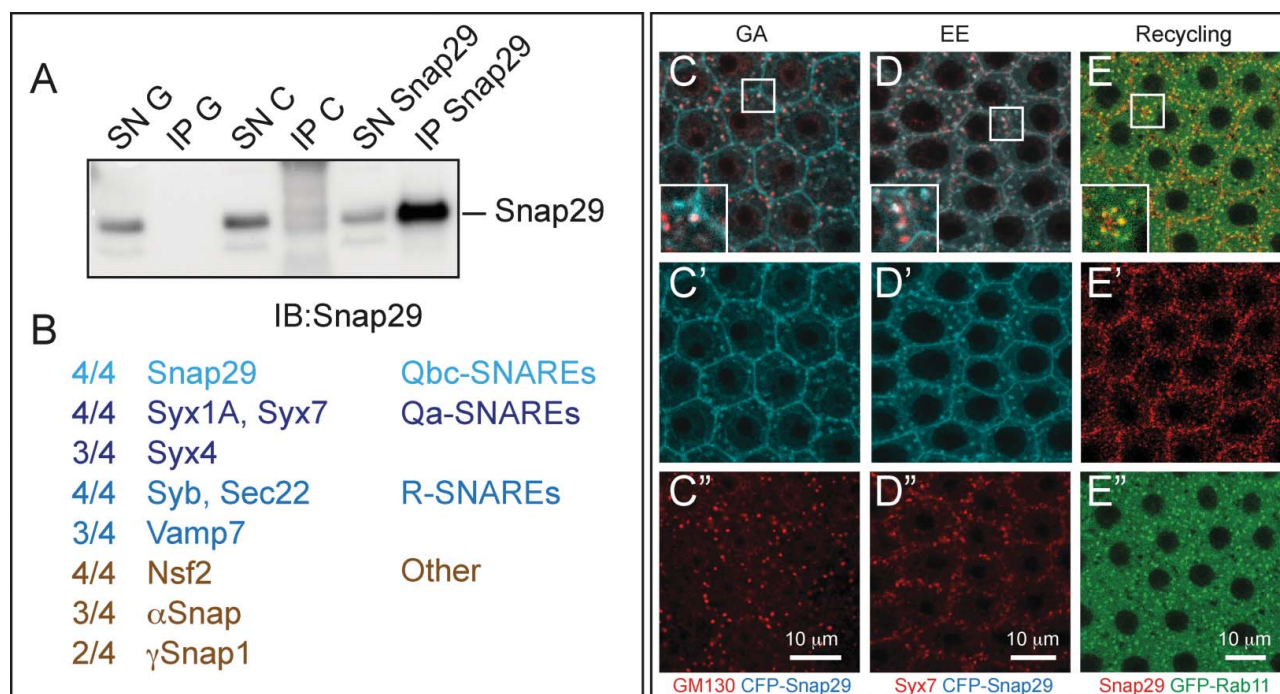 A
SN G
IP G
SN C
IP C
SN Snap29
IP Snap29
Snap29
IB:Snap29
B
4/4 Snap29 Qbc-SNAREs
4/4 Syx1A, Syx7 Qa-SNAREs
3/4 Syx4
4/4 Syb, Sec22 R-SNAREs
3/4 Vamp7
4/4 Nsf2 Other
3/4 αSnap
2/4 γSnap1
GA EE Recycling
C D E
C’ D’ E’
C” D” E”
10 μm 10 μm 10 μm
GM130 CFP-Snap29 Syx7 CFP-Snap29 Snap29 GFP-Rab11